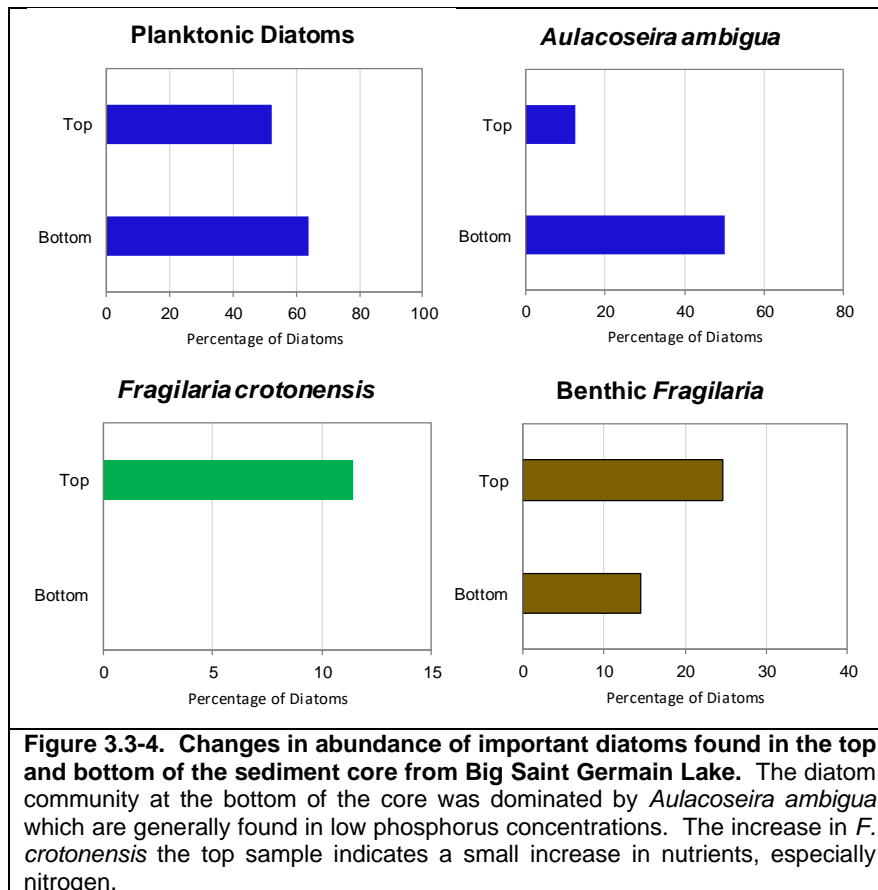 Planktonic Diatoms
Top
Bottom
0 20 40 60 80 100
Percentage of Diatoms
Aulacoseira ambigua
Top
Bottom
0 20 40 60 80
Percentage of Diatoms
Fragilaria crotonensis
Top
Bottom
0 5 10 15
Percentage of Diatoms
Benthic Fragilaria
Top
Bottom
0 10 20 30 40
Percentage of Diatoms
Figure 3.3-4. Changes in abundance of important diatoms found in the top
and bottom of the sediment core from Big Saint Germain Lake. The diatom
community at the bottom of the core was dominated by Aulacoseira ambigua
which are generally found in low phosphorus concentrations. The increase in F.
crotonensis the top sample indicates a small increase in nutrients, especially
nitrogen.